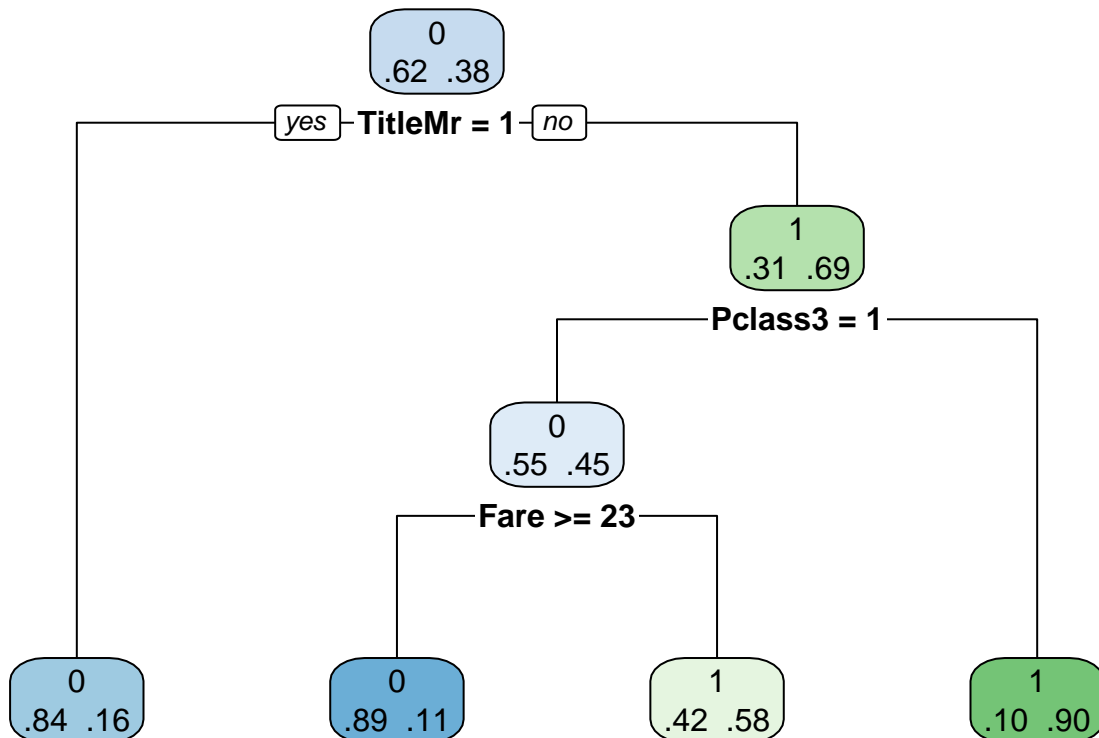 0
.62 .38
yes TitleMr = 1 no
1
.31 .69
Pclass3 = 1
0
.55 .45
Fare >= 23
0 0 1 1
.84 .16 .89 .11 .42 .58 .10 .90